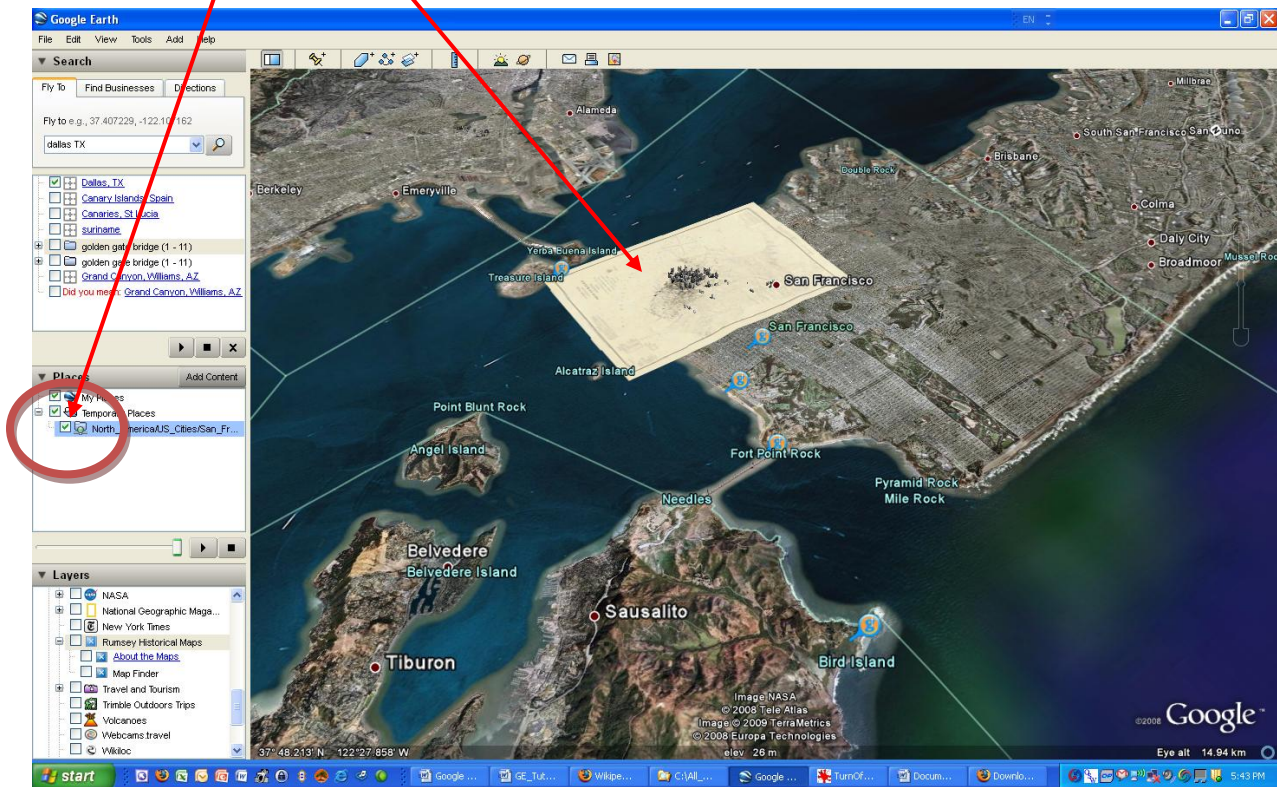 Google Earth
EN
File Edit View Tools Add Help
Search
Fly To Find Businesses Directions
Fly to e.g., 37.407229,
dallas TX
Dallas, TX
Canary Islands, Spain
Canaries, St Lucia
suriname
golden gate bridge (1 - 11)
golden gate bridge (1 - 11)
Grand Canyon, Williams, AZ
Did you mean: Grand Canyon, Williams, AZ
Places Add Content
My Places
Temporary Places
North_America/US_Cities/San_Fr...
Layers
NASA
National Geographic Maga...
New York Times
Rumsey Historical Maps
About the Maps
Map Finder
Travel and Tourism
Trimble Outdoors Trips
Volcanoes
Webcams.travel
Wikiloc
Millbrae
Alameda
South San Francisco
Brisbane
Double Rock
Berkeley
Emeryville
Colma
Daly City
Yerba Buena Island
Broadmoor
Mussel Roc
Treasure Island
San Francisco
San Francisco
Alcatraz Island
Point Blunt Rock
Angel Island
Fort Point Rock
Pyramid Rock
Mile Rock
Needles
Belvedere
Belvedere Island
Sausalito
Tiburon
Bird Island
Image NASA
© 2008 Tele Atlas
Image © 2009 TerraMetrics
© 2008 Europa Technologies
©2008 Google™
37°48.213' N 122°27.858' W
elev 26 m
Eye alt 14.94 km
start
Google ...
GE_Tut...
Wikipe...
C:\All_...
Google ...
TurnOf...
Docum...
Downlo...
5:43 PM